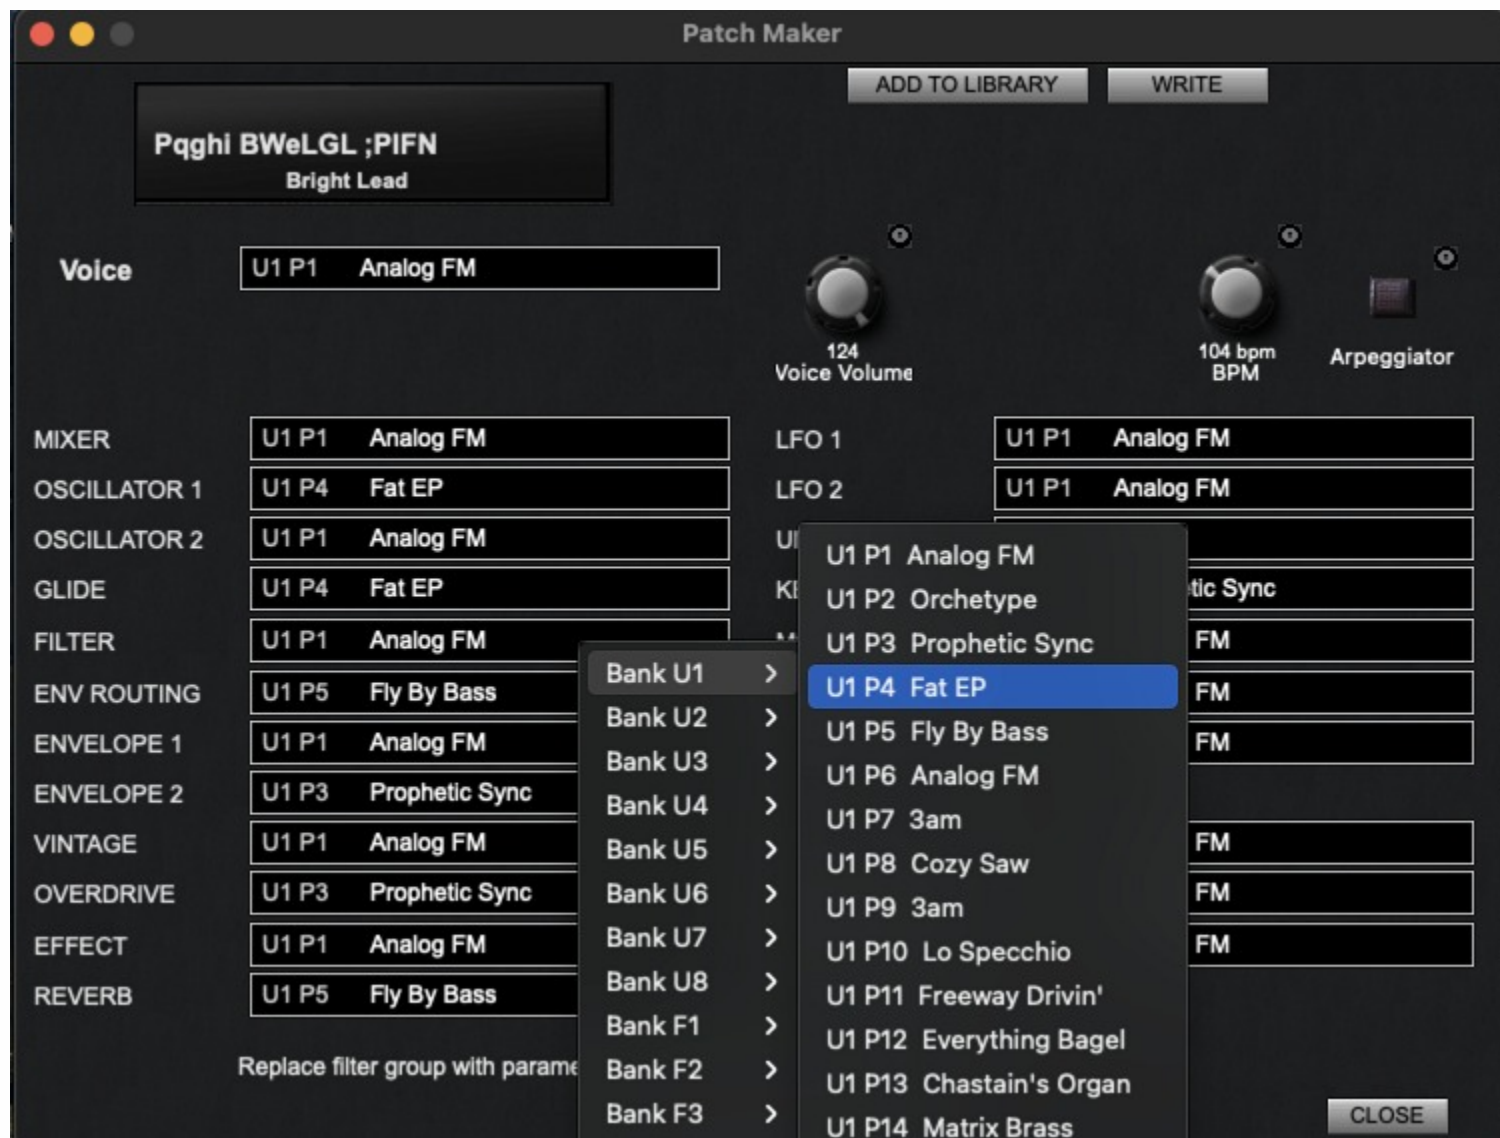 Patch Maker
ADD TO LIBRARY WRITE
Pqghi BWeLGL ;PIFN
Bright Lead
Voice U1 P1 Analog FM
124
Voice Volume
104 bpm
BPM
Arpeggiator
MIXER U1 P1 Analog FM
OSCILLATOR 1 U1 P4 Fat EP
OSCILLATOR 2 U1 P1 Analog FM
GLIDE U1 P4 Fat EP
FILTER U1 P1 Analog FM
ENV ROUTING U1 P5 Fly By Bass
ENVELOPE 1 U1 P1 Analog FM
ENVELOPE 2 U1 P3 Prophetic Sync
VINTAGE U1 P1 Analog FM
OVERDRIVE U1 P3 Prophetic Sync
EFFECT U1 P1 Analog FM
REVERB U1 P5 Fly By Bass
Replace filter group with parame
LFO 1 U1 P1 Analog FM
LFO 2 U1 P1 Analog FM
tic Sync
FM
FM
FM
FM
FM
FM
Bank U1
Bank U2
Bank U3
Bank U4
Bank U5
Bank U6
Bank U7
Bank U8
Bank F1
Bank F2
Bank F3
U1 P1 Analog FM
U1 P2 Orchetype
U1 P3 Prophetic Sync
U1 P4 Fat EP
U1 P5 Fly By Bass
U1 P6 Analog FM
U1 P7 3am
U1 P8 Cozy Saw
U1 P9 3am
U1 P10 Lo Specchio
U1 P11 Freeway Drivin'
U1 P12 Everything Bagel
U1 P13 Chastain's Organ
U1 P14 Matrix Brass
CLOSE